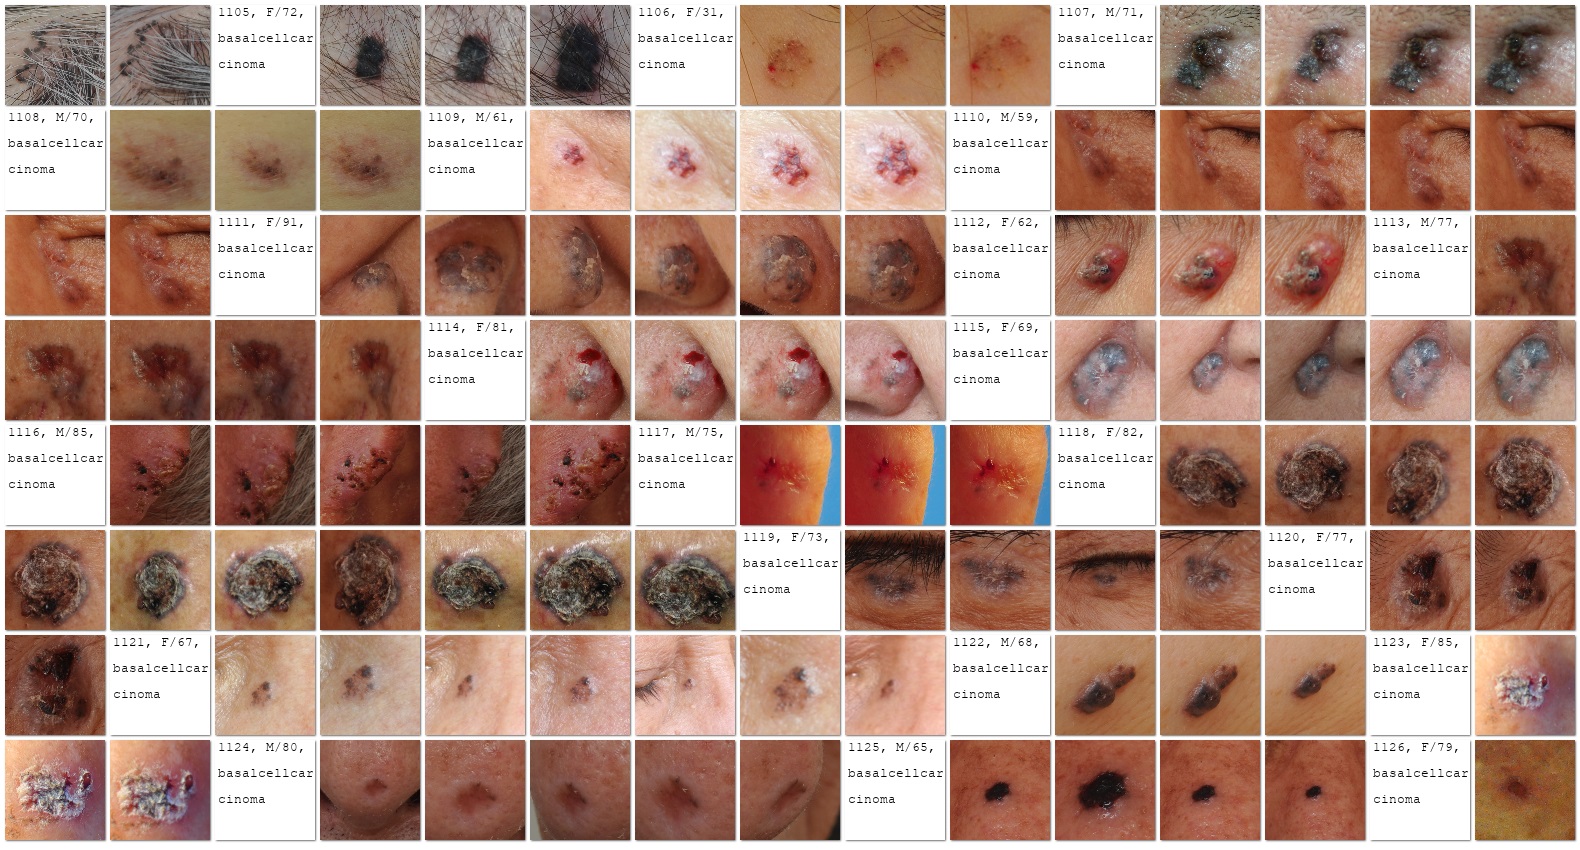 1105, F/72,
basalcellcar
cinoma
1106, F/31,
basalcellcar
cinoma
1107, M/71,
basalcellcar
cinoma
1108, M/70,
basalcellcar
cinoma
1109, M/61,
basalcellcar
cinoma
1110, M/59,
basalcellcar
cinoma
1111, F/91,
basalcellcar
cinoma
1112, F/62,
basalcellcar
cinoma
1113, M/77,
basalcellcar
cinoma
1114, F/81,
basalcellcar
cinoma
1115, F/69,
basalcellcar
cinoma
1116, M/85,
basalcellcar
cinoma
1117, M/75,
basalcellcar
cinoma
1118, F/82,
basalcellcar
cinoma
1119, F/73,
basalcellcar
cinoma
1120, F/77,
basalcellcar
cinoma
1121, F/67,
basalcellcar
cinoma
1122, M/68,
basalcellcar
cinoma
1123, F/85,
basalcellcar
cinoma
1124, M/80,
basalcellcar
cinoma
1125, M/65,
basalcellcar
cinoma
1126, F/79,
basalcellcar
cinoma